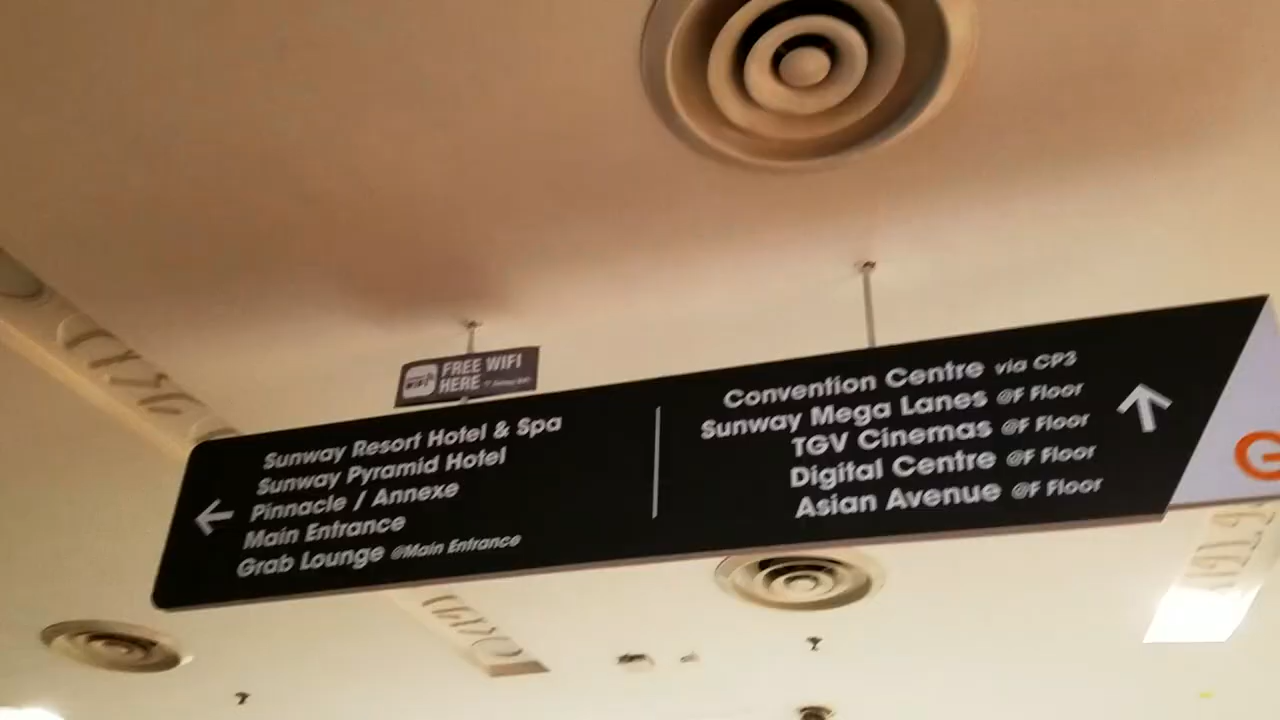 FREE WIFI
HERE
Sunway Resort Hotel & Spa
Sunway Pyramid Hotel
Pinnacle / Annexe
Main Entrance
Grab Lounge @Main Entrance
Convention Centre via CP3
Sunway Mega Lanes @F Floor
TGV Cinemas @F Floor
Digital Centre @F Floor
Asian Avenue @F Floor
G